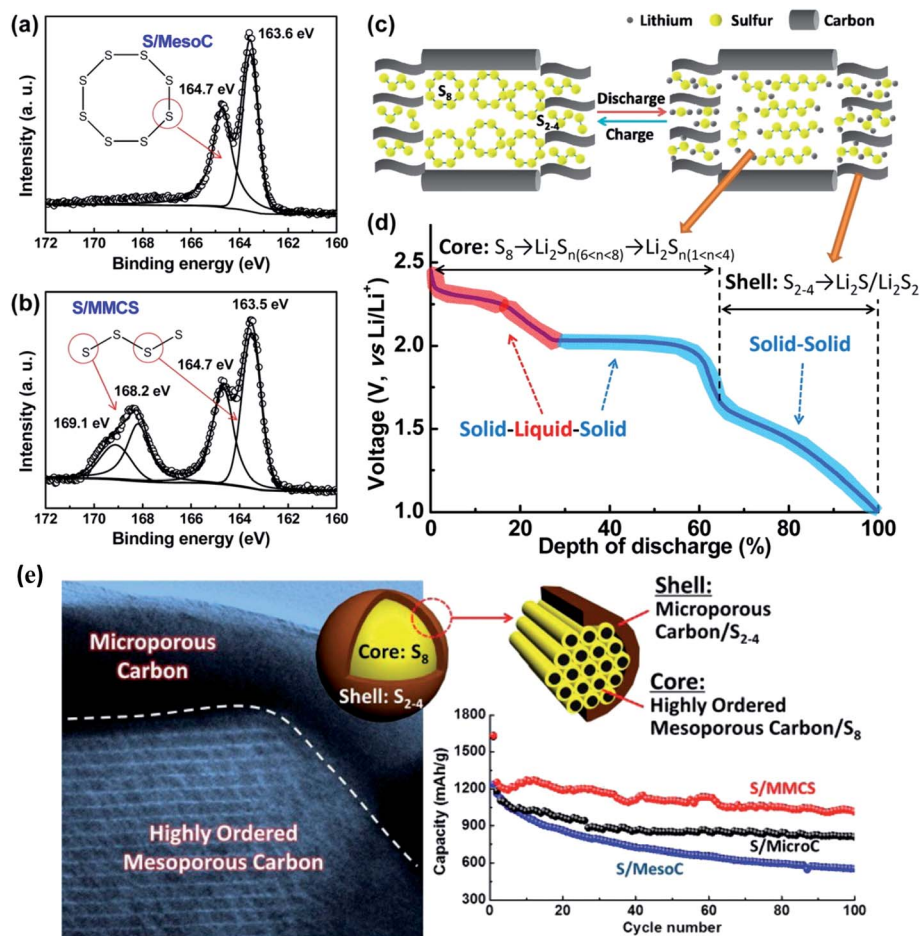 (a)
S/MesoC
163.6 eV
164.7 eV
S
S
S
S
S
S
S
S
Intensity (a. u.)
172 170 168 166 164 162 160
Binding energy (eV)
(b)
S/MMCS
163.5 eV
164.7 eV
168.2 eV
169.1 eV
S
S
S
S
Intensity (a. u.)
172 170 168 166 164 162 160
Binding energy (eV)
(c)
Lithium Sulfur Carbon
S8
S2-4
Discharge
Charge
(d)
Core: S8→Li2Sn(6<n<8)→Li2Sn(1<n<4)
Shell: S2-4→Li2S/Li2S2
Solid-Solid
Solid-Liquid-Solid
Voltage (V, vs Li/Li+)
2.5
2.0
1.5
1.0
0 20 40 60 80 100
Depth of discharge (%)
(e)
Microporous
Carbon
Highly Ordered
Mesoporous Carbon
Core: S8
Shell: S2-4
Shell:
Microporous
Carbon/S2-4
Core:
Highly Ordered
Mesoporous Carbon/S8
Capacity (mAh/g)
1800
1500
1200
900
600
300
S/MMCS
S/MicroC
S/MesoC
0 20 40 60 80 100
Cycle number